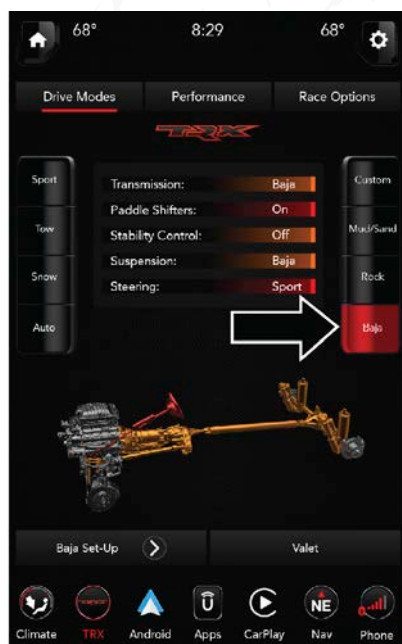 68° 8:29 68°
Drive Modes Performance Race Options
TRX
Sport
Tow
Snow
Auto
Transmission: Baja
Paddle Shifters: On
Stability Control: Off
Suspension: Baja
Steering: Sport
Custom
Mud/Sand
Rock
Baja
Baja Set-Up Valet
NE
Climate TRX Android Apps CarPlay Nav Phone